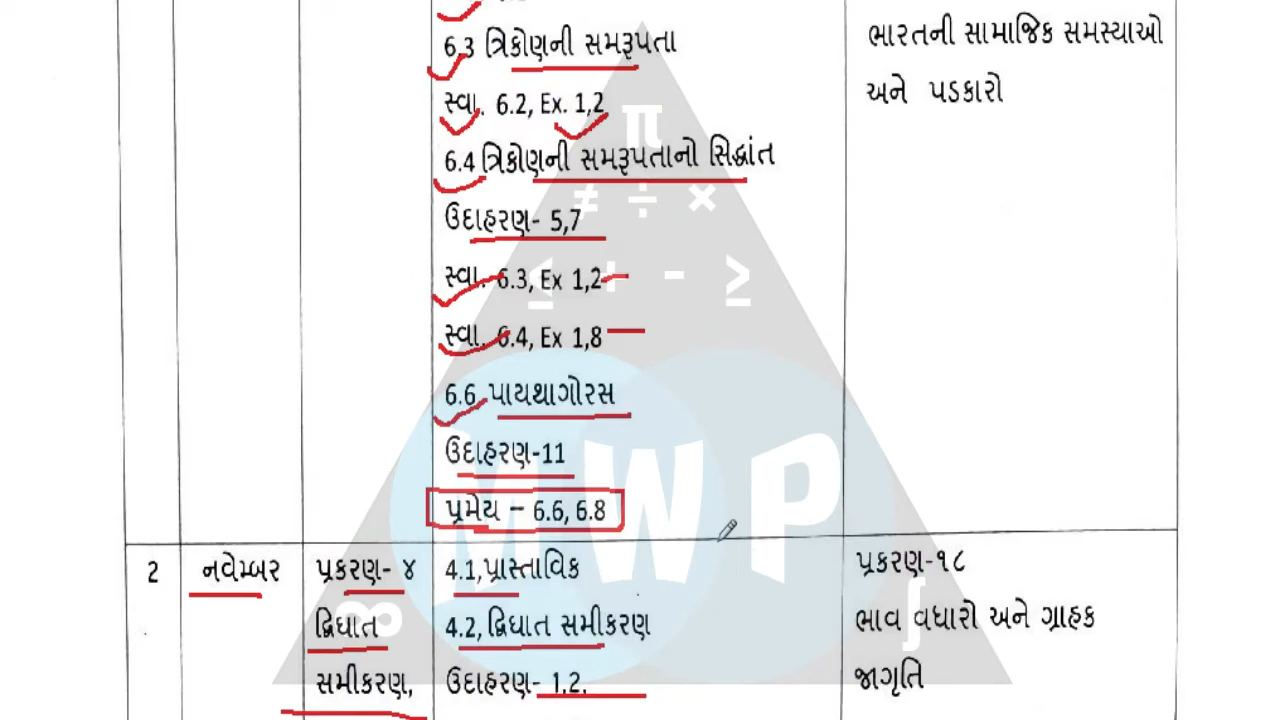 6.3 ત્રિકોણની સમરૂપતા
સ્વા. 6.2, Ex. 1,2
6.4 ત્રિકોણની સમરૂપતાનો સિદ્ધાંત
ઉદાહરણ- 5,7
સ્વા. 6.3, Ex 1,2
સ્વા. 6.4, Ex 1,8
6.6 પાયથાગોરસ
ઉદાહરણ-11
પ્રમેય – 6.6, 6.8
ભારતની સામાજિક સમસ્યાઓ
અને પડકારો
2
નવેમ્બર
પ્રકરણ- ૪
દ્વિઘાત
સમીકરણ,
4.1,પ્રાસ્તાવિક
4.2, દ્વિઘાત સમીકરણ
ઉદાહરણ- 1,2,
પ્રકરણ-૧૮
ભાવ વધારો અને ગ્રાહક
જાગૃતિ
π
≠ ÷ ×
≤ + - ≥
MWP
∞ ∫